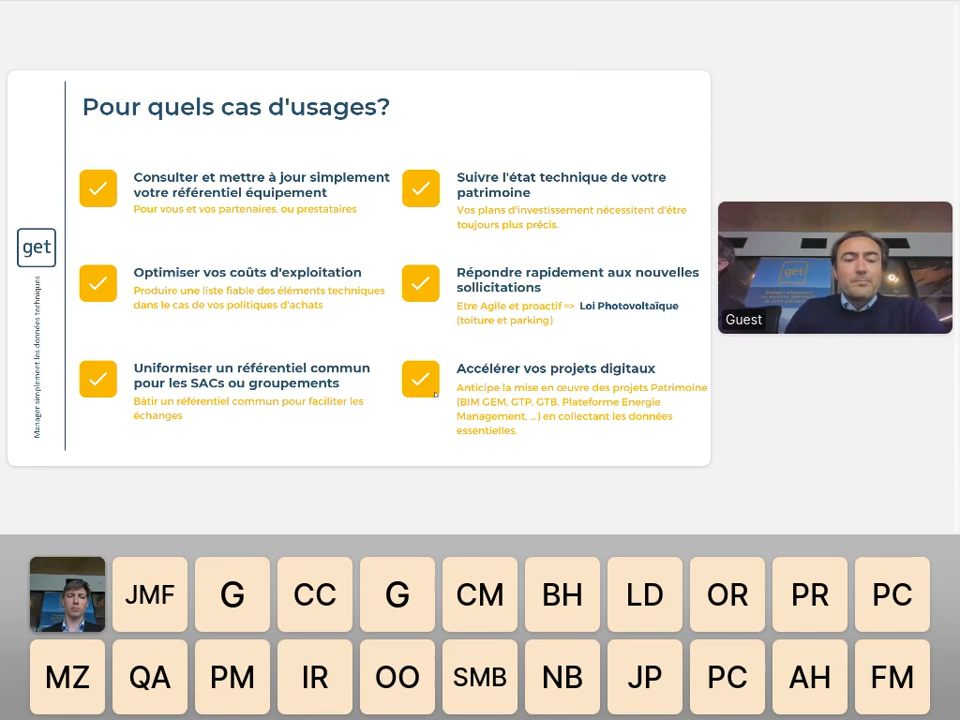 Pour quels cas d'usages?
Consulter et mettre à jour simplement
votre référentiel équipement
Pour vous et vos partenaires, ou prestataires
Optimiser vos coûts d'exploitation
Produire une liste fiable des éléments techniques
dans le cas de vos politiques d'achats
Uniformiser un référentiel commun
pour les SACs ou groupements
Bâtir un référentiel commun pour faciliter les
échanges
Suivre l'état technique de votre
patrimoine
Vos plans d'investissement nécessitent d'être
toujours plus précis.
Répondre rapidement aux nouvelles
sollicitations
Etre Agile et proactif => Loi Photovoltaïque
(toiture et parking)
Accélérer vos projets digitaux
Anticipe la mise en œuvre des projets Patrimoine
(BIM GEM, GTP, GTB, Plateforme Energie
Management, ...) en collectant les données
essentielles.
get
Manager simplement les données techniques
get
Guest
JMF G CC G CM BH LD OR PR PC
MZ QA PM IR OO SMB NB JP PC AH FM